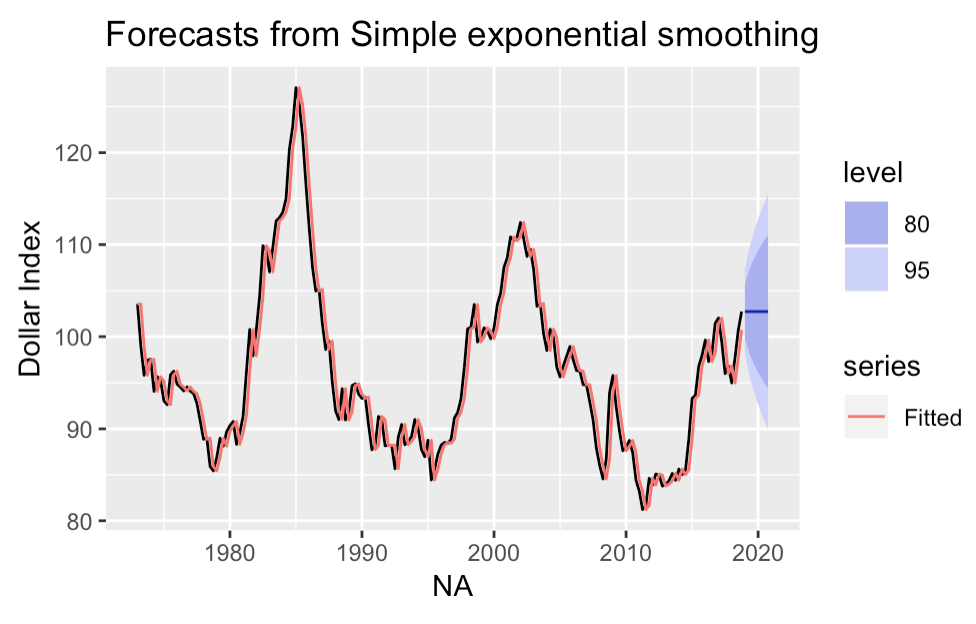 Forecasts from Simple exponential smoothing
120
110
100
90
80
Dollar Index
1980 1990 2000 2010 2020
NA
level
80
95
series
Fitted